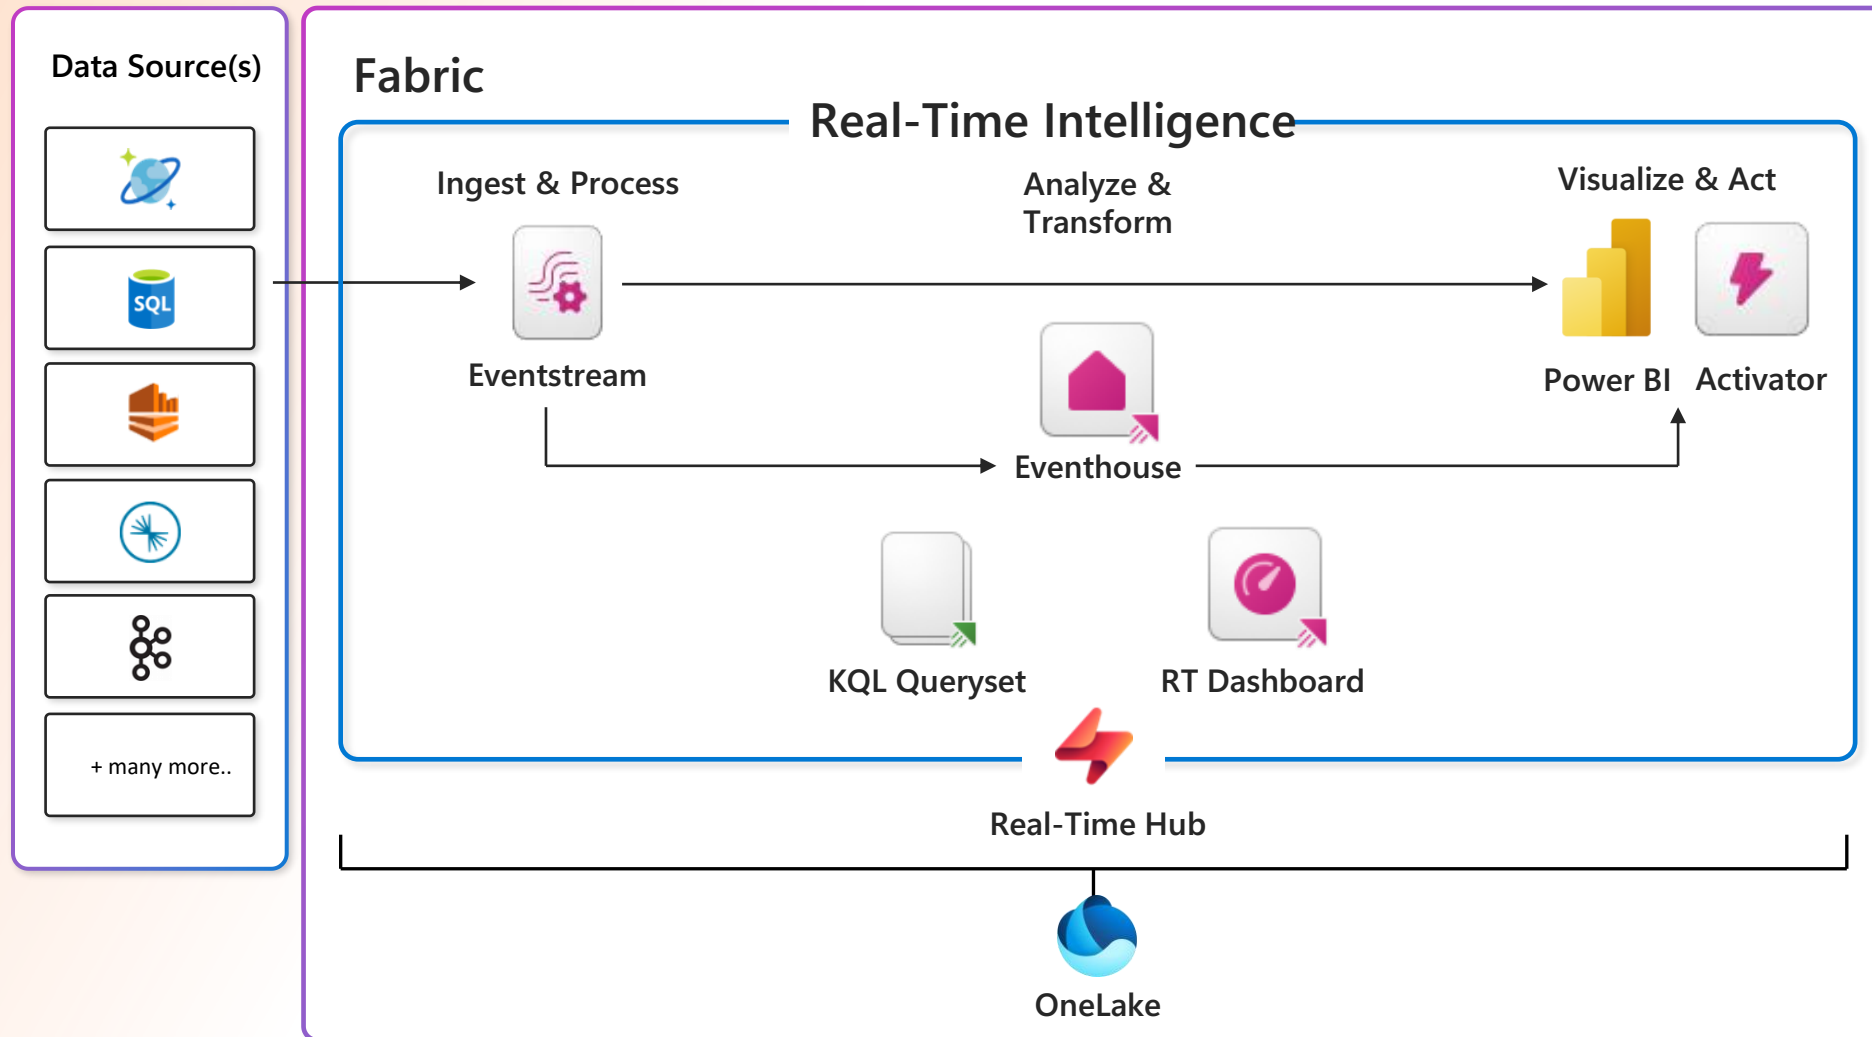 Data Source(s)
SQL
+ many more..
Fabric
Real-Time Intelligence
Ingest & Process
Eventstream
Analyze &
Transform
Eventhouse
KQL Queryset
RT Dashboard
Visualize & Act
Power BI
Activator
Real-Time Hub
OneLake